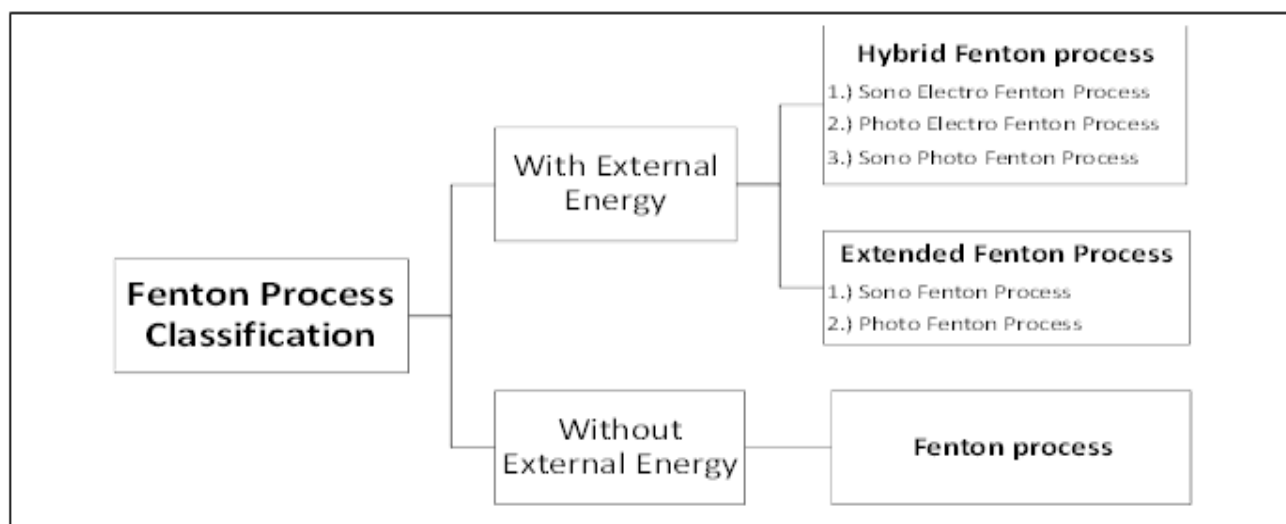 Fenton Process
Classification
With External
Energy
Hybrid Fenton process
1.) Sono Electro Fenton Process
2.) Photo Electro Fenton Process
3.) Sono Photo Fenton Process
Extended Fenton Process
1.) Sono Fenton Process
2.) Photo Fenton Process
Without
External Energy
Fenton process